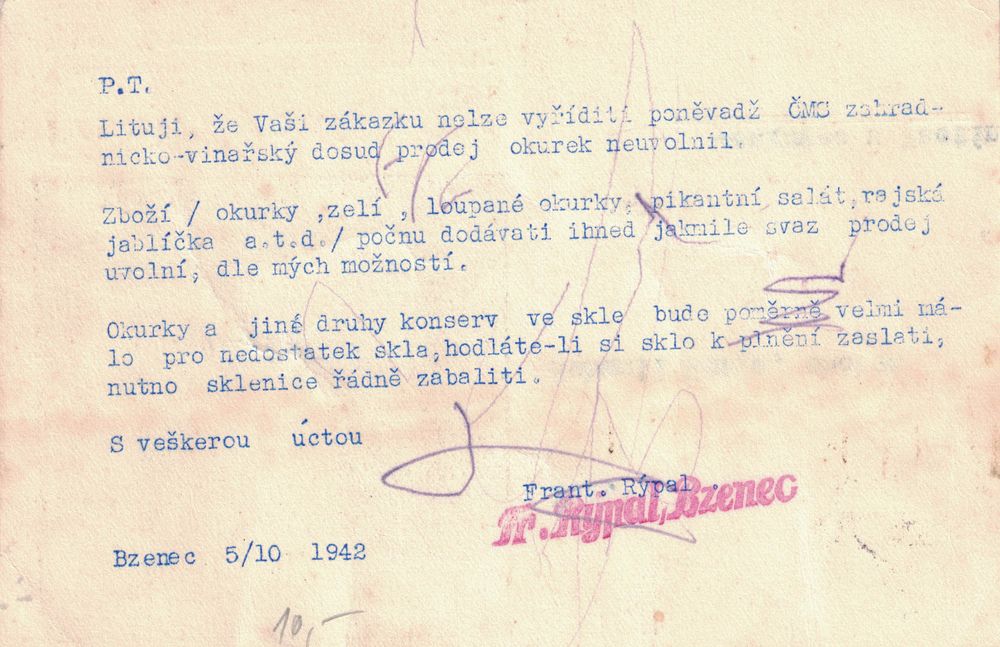 P.T.
Lituji, že Vaši zákazku nelze vyříditi poněvadž ČMS zahrad-
nicko-vinařský dosud prodej okurek neuvolnil.
Zboží / okurky ,zelí , loupané okurky, pikantní salát,rajská
jablíčka a.t.d./ počnu dodávati ihned jakmile svaz prodej
uvolní, dle mých možností.
Okurky a jiné druhy konserv ve skle bude poměrně velmi má-
lo pro nedostatek skla,hodláte-li si sklo k plnění zaslati,
nutno sklenice řádně zabaliti.
S veškerou úctou
Frant. Rýpal.
Fr. Rýpal, Bzenec
Bzenec 5/10 1942
10,-